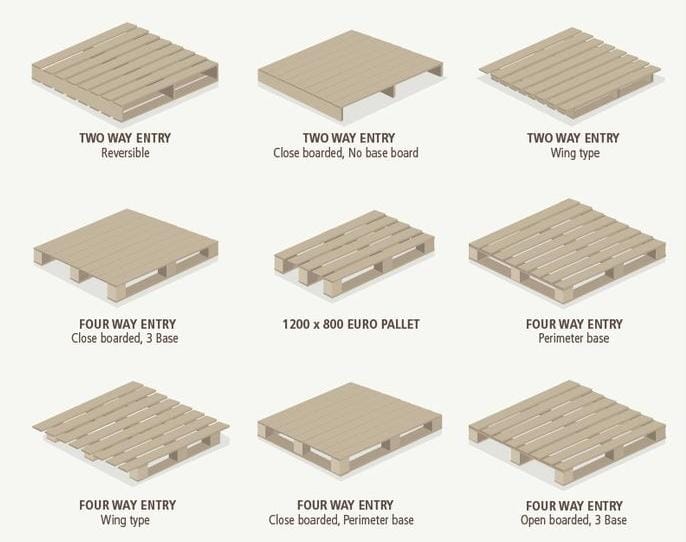 TWO WAY ENTRY
Reversible
TWO WAY ENTRY
Close boarded, No base board
TWO WAY ENTRY
Wing type
FOUR WAY ENTRY
Close boarded, 3 Base
1200 x 800 EURO PALLET
FOUR WAY ENTRY
Perimeter base
FOUR WAY ENTRY
Wing type
FOUR WAY ENTRY
Close boarded, Perimeter base
FOUR WAY ENTRY
Open boarded, 3 Base